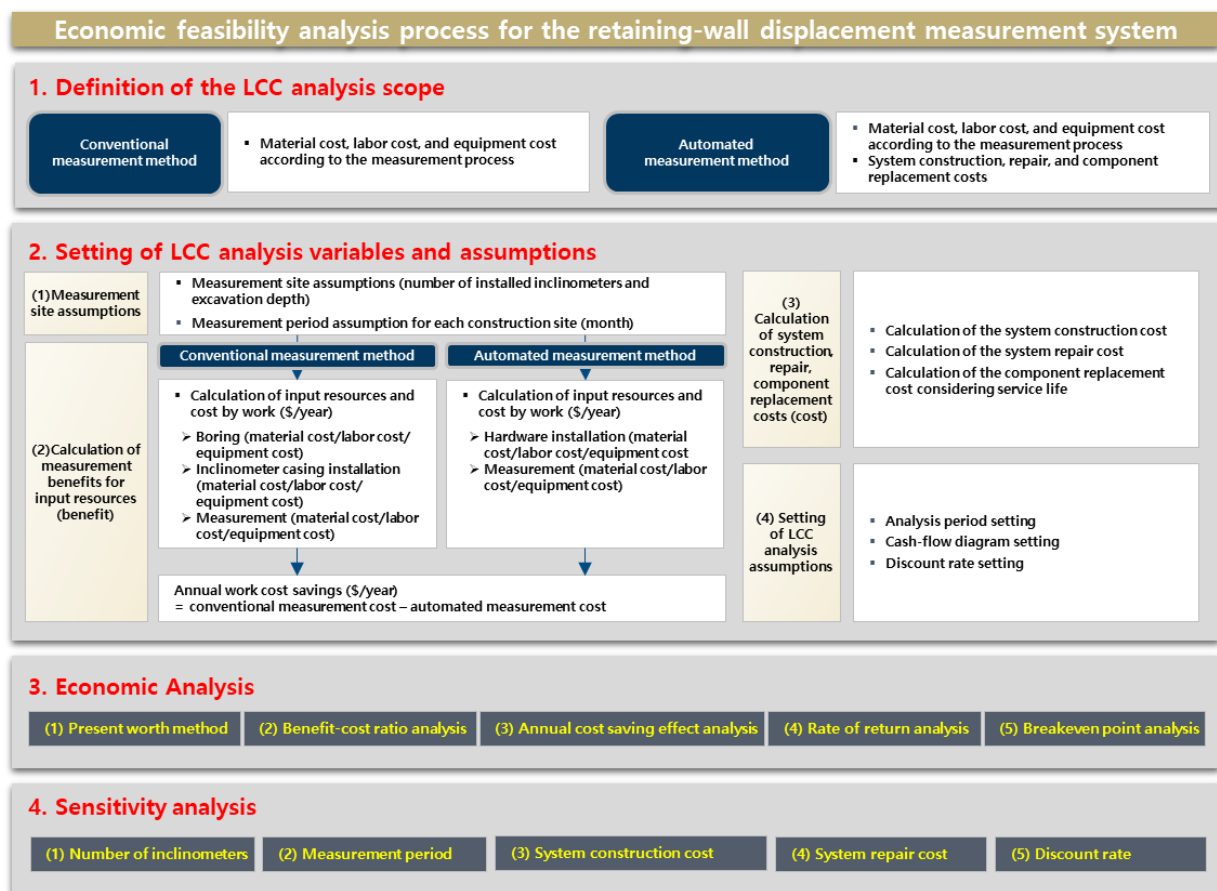 Economic feasibility analysis process for the retaining-wall displacement measurement system
1. Definition of the LCC analysis scope
Conventional
measurement method
▪ Material cost, labor cost, and equipment cost
according to the measurement process
Automated
measurement method
▪ Material cost, labor cost, and equipment cost
according to the measurement process
▪ System construction, repair, and component
replacement costs
2. Setting of LCC analysis variables and assumptions
(1)Measurement
site assumptions
▪ Measurement site assumptions (number of installed inclinometers and
excavation depth)
▪ Measurement period assumption for each construction site (month)
(2)Calculation of
measurement
benefits for
input resources
(benefit)
Conventional measurement method
▪ Calculation of input resources and
cost by work ($/year)
➢ Boring (material cost/labor cost/
equipment cost)
➢ Inclinometer casing installation
(material cost/labor cost/
equipment cost)
➢ Measurement (material cost/labor
cost/equipment cost)
Automated measurement method
▪ Calculation of input resources and
cost by work ($/year)
➢ Hardware installation (material
cost/labor cost/equipment cost
➢ Measurement (material cost/labor
cost/equipment cost)
Annual work cost savings ($/year)
= conventional measurement cost – automated measurement cost
(3)
Calculation
of system
construction,
repair,
component
replacement
costs (cost)
▪ Calculation of the system construction cost
▪ Calculation of the system repair cost
▪ Calculation of the component replacement
cost considering service life
(4) Setting
of LCC
analysis
assumptions
▪ Analysis period setting
▪ Cash-flow diagram setting
▪ Discount rate setting
3. Economic Analysis
(1) Present worth method
(2) Benefit-cost ratio analysis
(3) Annual cost saving effect analysis
(4) Rate of return analysis
(5) Breakeven point analysis
4. Sensitivity analysis
(1) Number of inclinometers
(2) Measurement period
(3) System construction cost
(4) System repair cost
(5) Discount rate